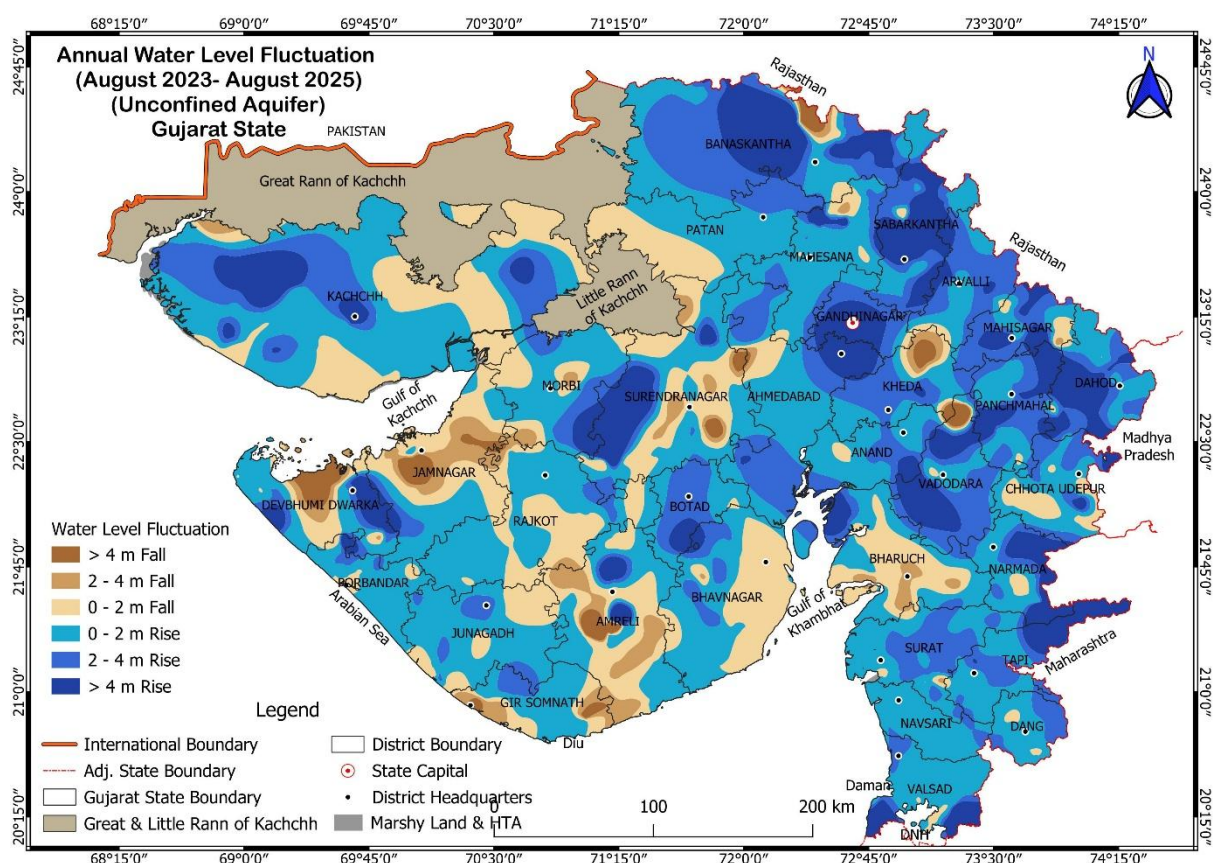 68°15'0" 69°0'0" 69°45'0" 70°30'0" 71°15'0" 72°0'0" 72°45'0" 73°30'0" 74°15'0"
Annual Water Level Fluctuation
(August 2023- August 2025)
(Unconfined Aquifer)
Gujarat State
N
24°45'0" 24°45'0"
Rajasthan
PAKISTAN
BANASKANTHA
Great Rann of Kachchh
24°0'0" 24°0'0"
PATAN
SABARKANTHA
Rajasthan
MAHESANA
ARVALLI
KACHCHH
Little Rann
of Kachchh
23°15'0" 23°15'0"
GANDHINAGAR
MAHISAGAR
Gulf of
Kachchh
MORBI
SURENDRANAGAR
AHMEDABAD
KHEDA
DAHOD
PANCHMAHAL
22°30'0" 22°30'0"
Madhya
Pradesh
JAMNAGAR
ANAND
VADODARA
CHHOTA UDEPUR
DEVBHUMI DWARKA
RAJKOT
BOTAD
Water Level Fluctuation
> 4 m Fall
2 - 4 m Fall
0 - 2 m Fall
0 - 2 m Rise
2 - 4 m Rise
> 4 m Rise
21°45'0" 21°45'0"
BHARUCH
NARMADA
PORBANDAR
Arabian Sea
BHAVNAGAR
Gulf of
Khambhat
AMRELI
JUNAGADH
SURAT
TAPI
Maharashtra
21°0'0" 21°0'0"
GIR SOMNATH
Diu
NAVSARI
DANG
Daman
VALSAD
DNH
20°15'0" 20°15'0"
Legend
International Boundary
Adj. State Boundary
Gujarat State Boundary
Great & Little Rann of Kachchh
District Boundary
State Capital
District Headquarters
Marshy Land & HTA
0 100 200 km
68°15'0" 69°0'0" 69°45'0" 70°30'0" 71°15'0" 72°0'0" 72°45'0" 73°30'0" 74°15'0"